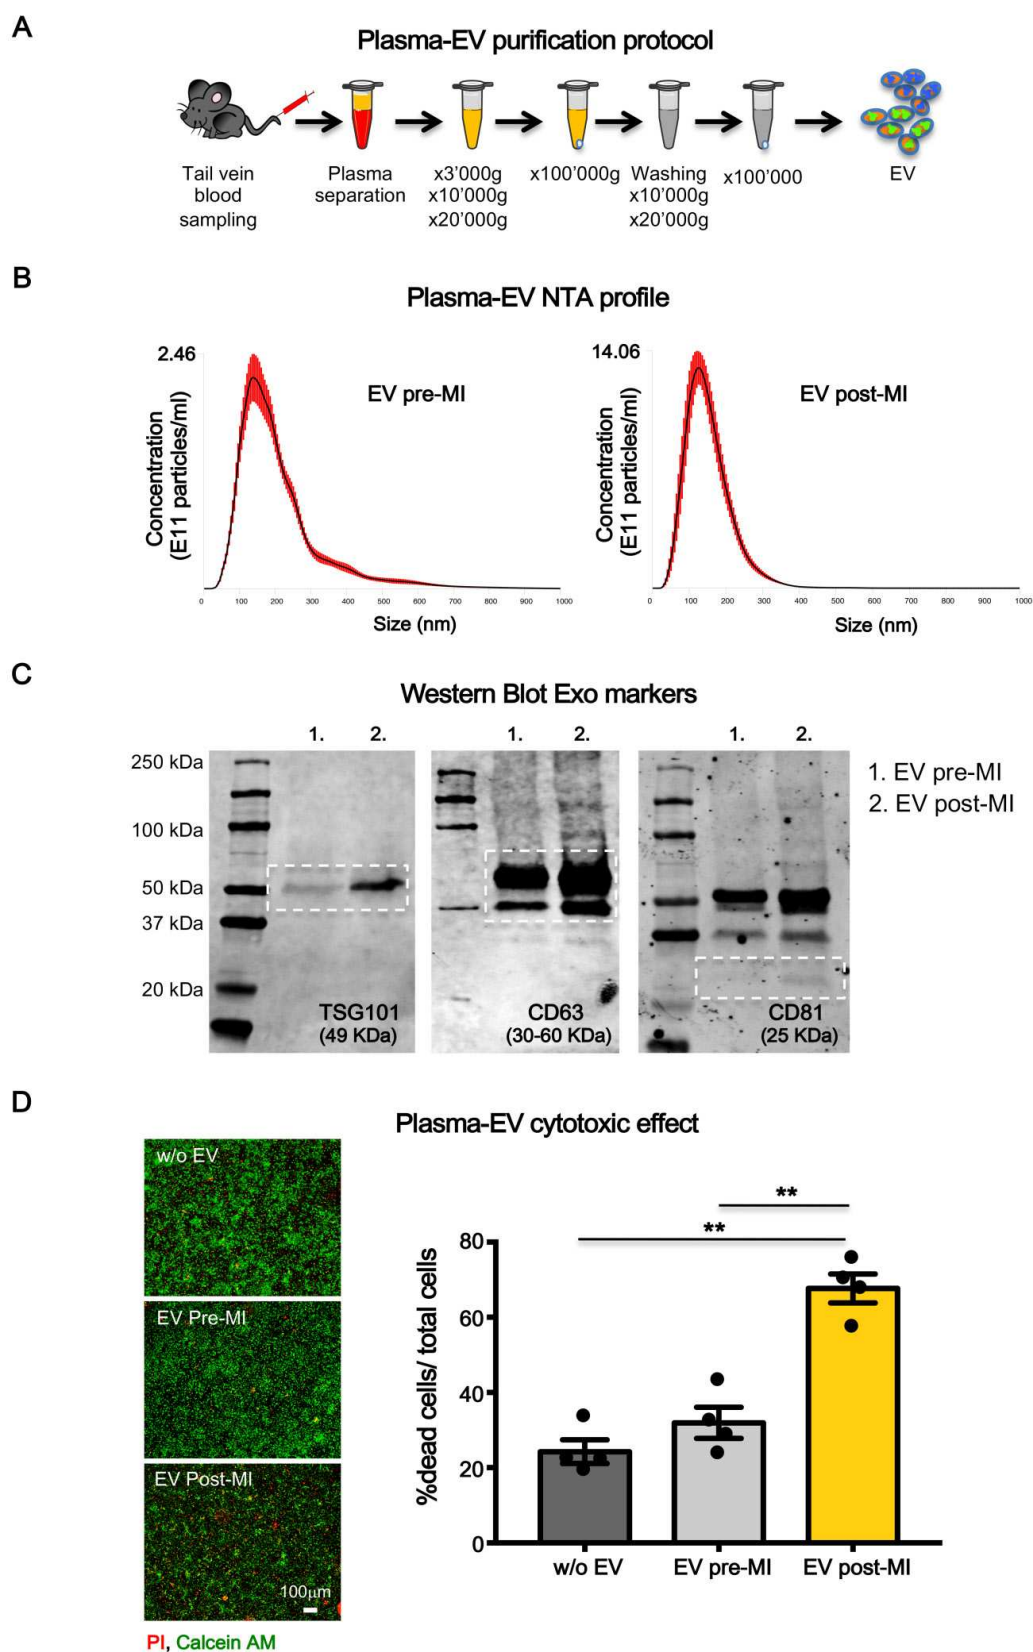 A
Plasma-EV purification protocol
Tail vein
blood
sampling
Plasma
separation
x3'000g
x10'000g
x20'000g
x100'000g
Washing
x10'000g
x20'000g
x100'000
EV
B
Plasma-EV NTA profile
2.46
EV pre-MI
Concentration
(E11 particles/ml)
0 100 200 300 400 500 600 700 800 900 1000
Size (nm)
14.06
EV post-MI
Concentration
(E11 particles/ml)
0 100 200 300 400 500 600 700 800 900 1000
Size (nm)
C
Western Blot Exo markers
1. 2.
1. 2.
1. 2.
250 kDa
100 kDa
50 kDa
37 kDa
20 kDa
TSG101
(49 KDa)
CD63
(30-60 KDa)
CD81
(25 KDa)
1. EV pre-MI
2. EV post-MI
D
Plasma-EV cytotoxic effect
w/o EV
EV Pre-MI
EV Post-MI
100µm
PI, Calcein AM
**
**
%dead cells/ total cells
80
60
40
20
0
w/o EV EV pre-MI EV post-MI